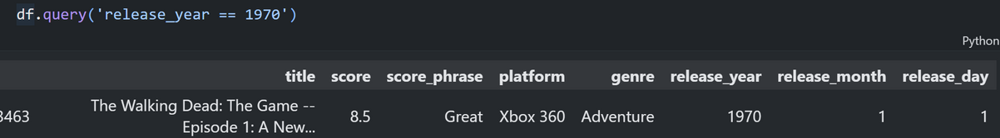 df.query('release_year == 1970')
Python
title score score_phrase platform genre release_year release_month release_day
3463 The Walking Dead: The Game -- Episode 1: A New... 8.5 Great Xbox 360 Adventure 1970 1 1